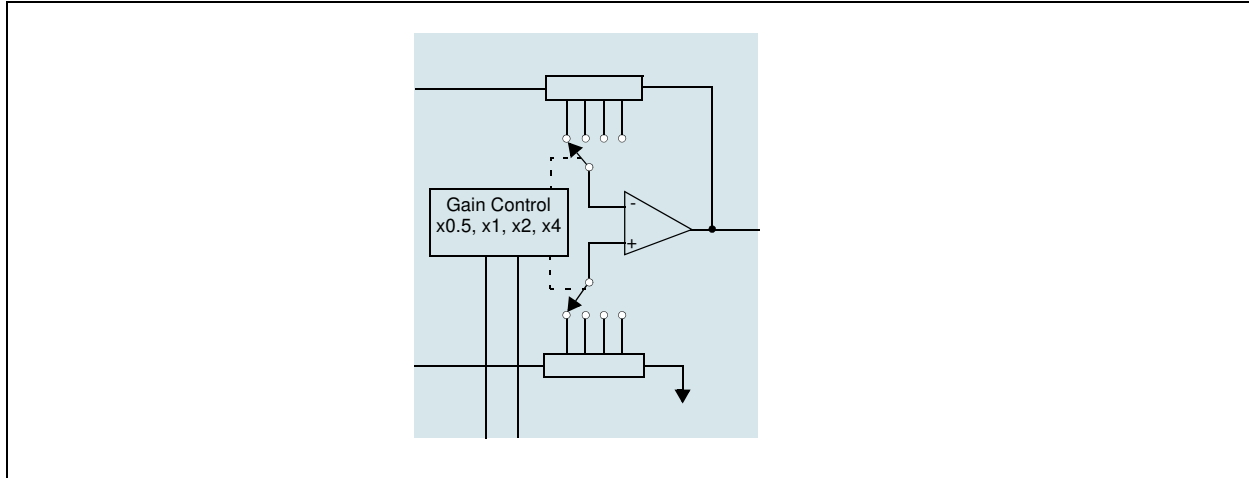 Gain Control
x0.5, x1, x2, x4
-
+